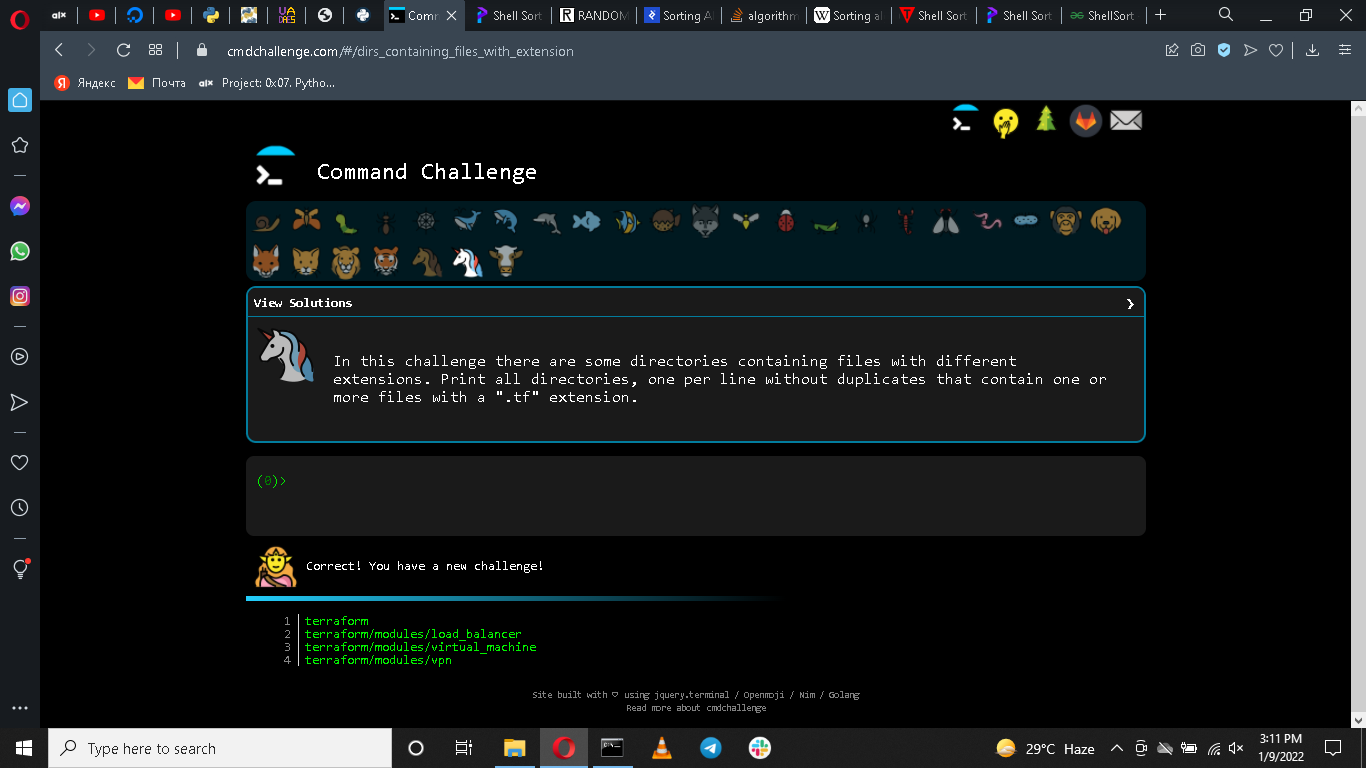 alx
Comm
Shell Sort
RANDOM
Sorting Al
algorithm
Sorting al
Shell Sort
Shell Sort
ShellSort
cmdchallenge.com/#/dirs_containing_files_with_extension
Яндекс
Почта
alx
Project: 0x07. Pytho...
Command Challenge
View Solutions
In this challenge there are some directories containing files with different
extensions. Print all directories, one per line without duplicates that contain one or
more files with a ".tf" extension.
(0)>
Correct! You have a new challenge!
1 terraform
2 terraform/modules/load_balancer
3 terraform/modules/virtual_machine
4 terraform/modules/vpn
Site built with ♡ using jquery.terminal / Openmoji / Nim / Golang
Read more about cmdchallenge
Type here to search
29°C Haze
3:11 PM
1/9/2022